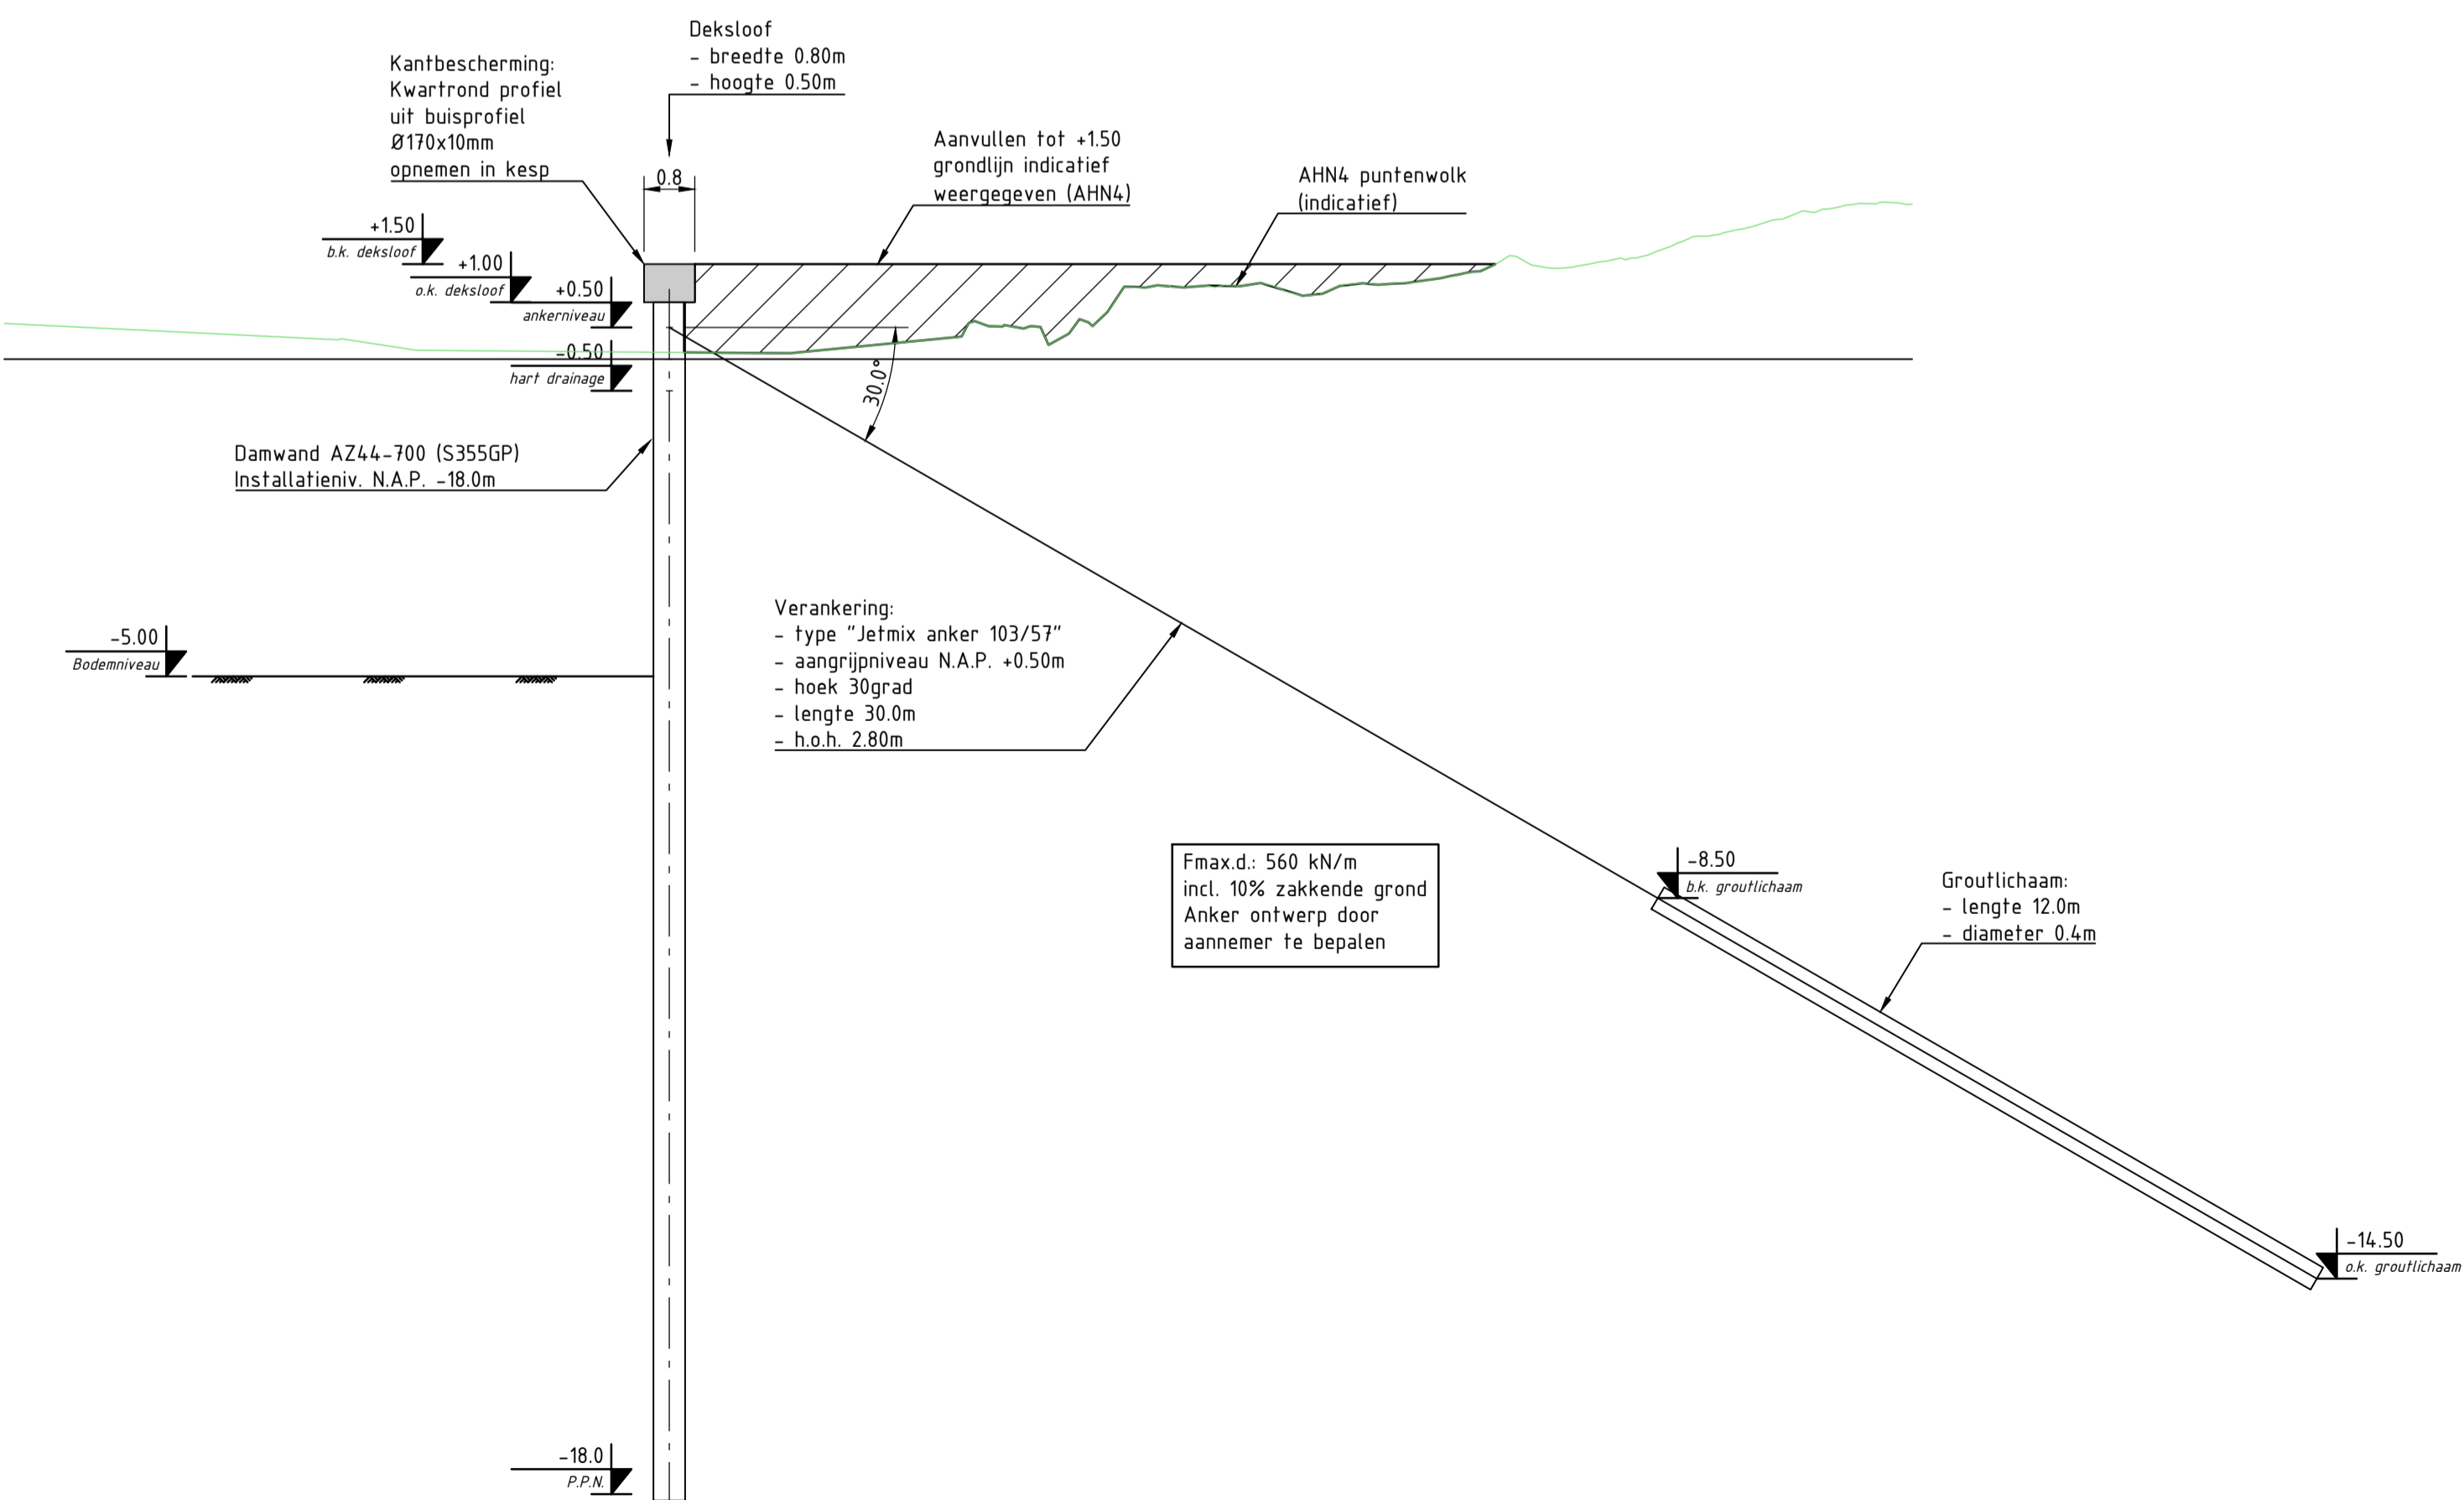 Deksloof
- breedte 0.80m
- hoogte 0.50m
Kantbescherming:
Kwartrond profiel
uit buisprofiel
Ø170x10mm
opnemen in kesp
0.8
Aanvullen tot +1.50
grondlijn indicatief
weergegeven (AHN4)
AHN4 puntenwolk
(indicatief)
+1.50
b.k. deksloof
+1.00
o.k. deksloof
+0.50
ankerniveau
-0.50
hart drainage
30.0°
Damwand AZ44-700 (S355GP)
Installatieniv. N.A.P. -18.0m
-5.00
Bodemniveau
Verankering:
- type "Jetmix anker 103/57"
- aangrijpniveau N.A.P. +0.50m
- hoek 30grad
- lengte 30.0m
- h.o.h. 2.80m
Fmax.d.: 560 kN/m
incl. 10% zakkende grond
Anker ontwerp door
aannemer te bepalen
-8.50
b.k. groutlichaam
Groutlichaam:
- lengte 12.0m
- diameter 0.4m
-14.50
o.k. groutlichaam
-18.0
P.P.N.